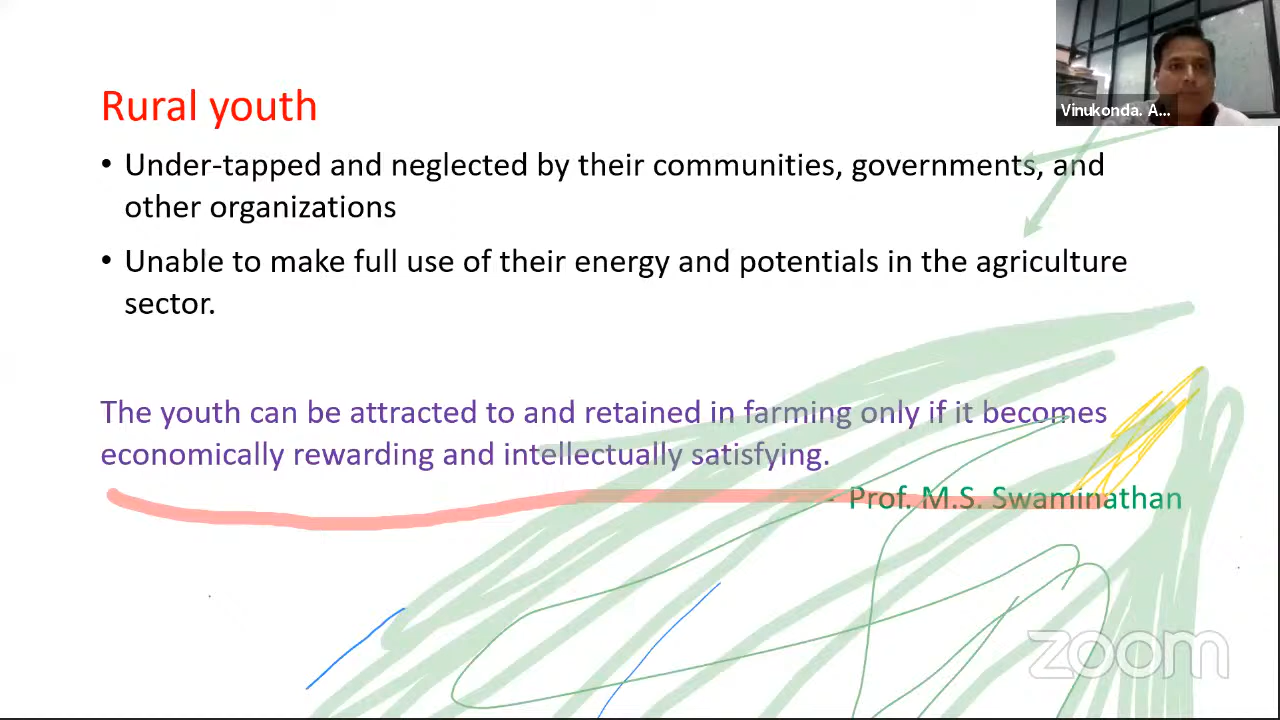 Vinukonda. A...
Rural youth
• Under-tapped and neglected by their communities, governments, and
other organizations
• Unable to make full use of their energy and potentials in the agriculture
sector.
The youth can be attracted to and retained in farming only if it becomes
economically rewarding and intellectually satisfying.
- Prof. M.S. Swaminathan
zoom